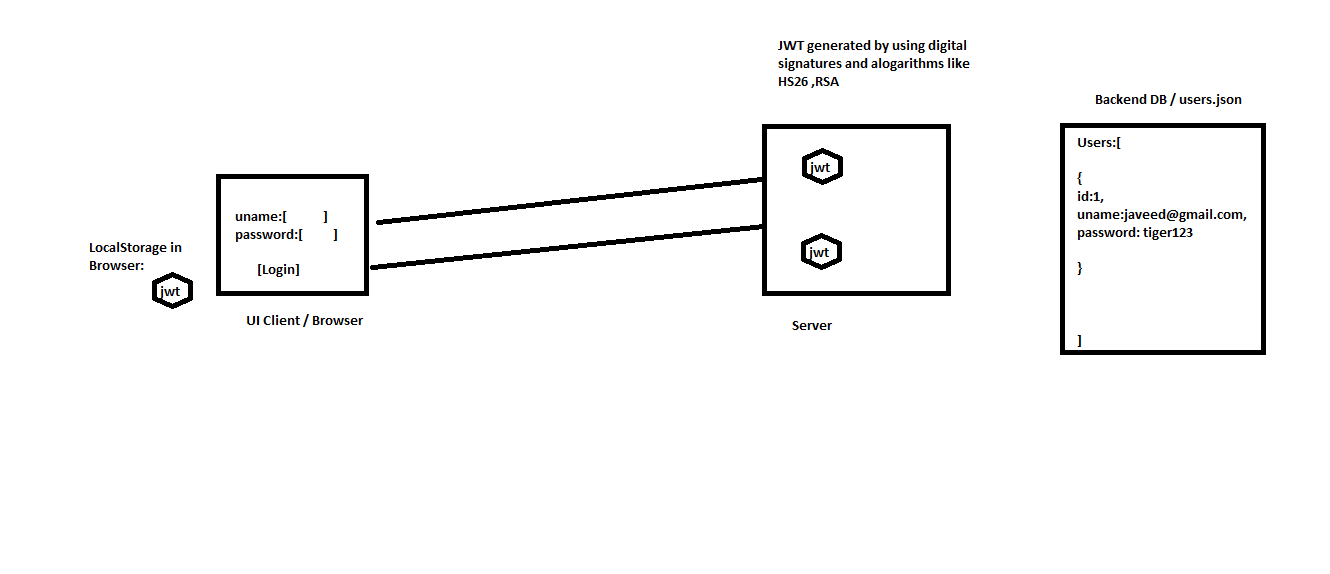 JWT generated by using digital
signatures and alogarithms like
HS26 ,RSA
Backend DB / users.json
Users:[
{
id:1,
uname:javeed@gmail.com,
password: tiger123
}
]
jwt
jwt
Server
uname:[ ]
password:[ ]
[Login]
UI Client / Browser
LocalStorage in
Browser:
jwt